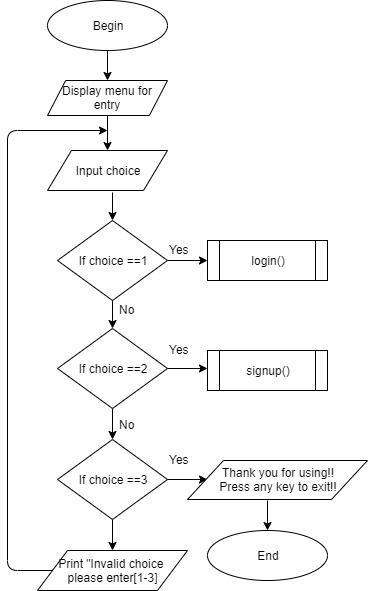 Begin
Display menu for
entry
Input choice
If choice ==1
Yes
login()
No
If choice ==2
Yes
signup()
No
If choice ==3
Yes
Thank you for using!!
Press any key to exit!!
Print "Invalid choice
please enter[1-3]
End